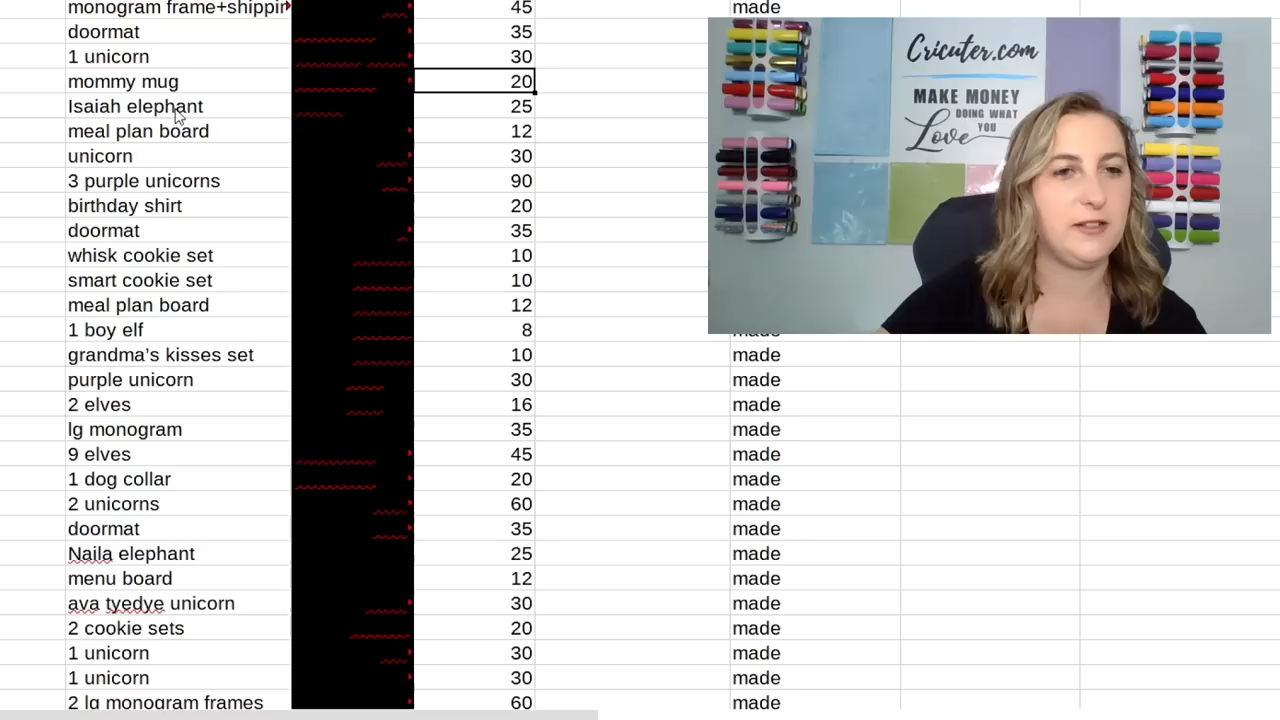 monogram frame+shippin 45 made
doormat 35
1 unicorn 30
mommy mug 20
Isaiah elephant 25
meal plan board 12
unicorn 30
3 purple unicorns 90
birthday shirt 20
doormat 35
whisk cookie set 10
smart cookie set 10
meal plan board 12
1 boy elf 8 made
grandma's kisses set 10 made
purple unicorn 30 made
2 elves 16 made
lg monogram 35 made
9 elves 45 made
1 dog collar 20 made
2 unicorns 60 made
doormat 35 made
Naila elephant 25 made
menu board 12 made
ava tyedye unicorn 30 made
2 cookie sets 20 made
1 unicorn 30 made
1 unicorn 30 made
2 lg monogram frames 60 made
Cricuter.com
MAKE MONEY
DOING WHAT
YOU
Love